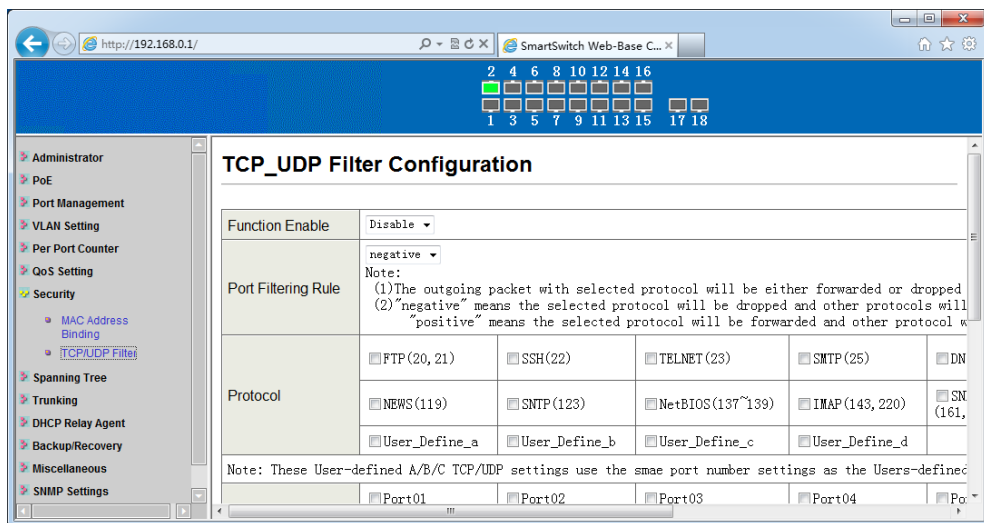 http://192.168.0.1/
SmartSwitch Web-Base C...
2 4 6 8 10 12 14 16
1 3 5 7 9 11 13 15 17 18
Administrator
PoE
Port Management
VLAN Setting
Per Port Counter
QoS Setting
Security
MAC Address
Binding
TCP/UDP Filter
Spanning Tree
Trunking
DHCP Relay Agent
Backup/Recovery
Miscellaneous
SNMP Settings
TCP_UDP Filter Configuration
Function Enable Disable
Port Filtering Rule negative
Note:
(1)The outgoing packet with selected protocol will be either forwarded or dropped
(2)"negative" means the selected protocol will be dropped and other protocols will
"positive" means the selected protocol will be forwarded and other protocol w
Protocol
FTP(20,21) SSH(22) TELNET(23) SMTP(25) DN
NEWS(119) SNTP(123) NetBIOS(137~139) IMAP(143,220) SN
(161,
User_Define_a User_Define_b User_Define_c User_Define_d
Note: These User-defined A/B/C TCP/UDP settings use the smae port number settings as the Users-defined
Port01 Port02 Port03 Port04 Po